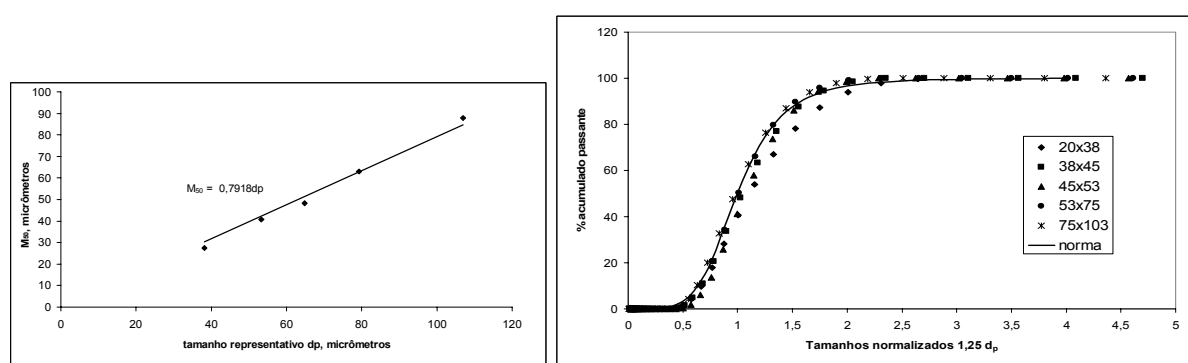 100
90
80
70
60
50
40
30
20
10
0
M50, micrômetros
M50 = 0,7918dp
0 20 40 60 80 100 120
tamanho representativo dp, micrômetros
120
100
80
60
40
20
0
% acumulado passante
20x38
38x45
45x53
53x75
75x103
norma
0 0,5 1 1,5 2 2,5 3 3,5 4 4,5 5
Tamanhos normalizados 1,25 dp